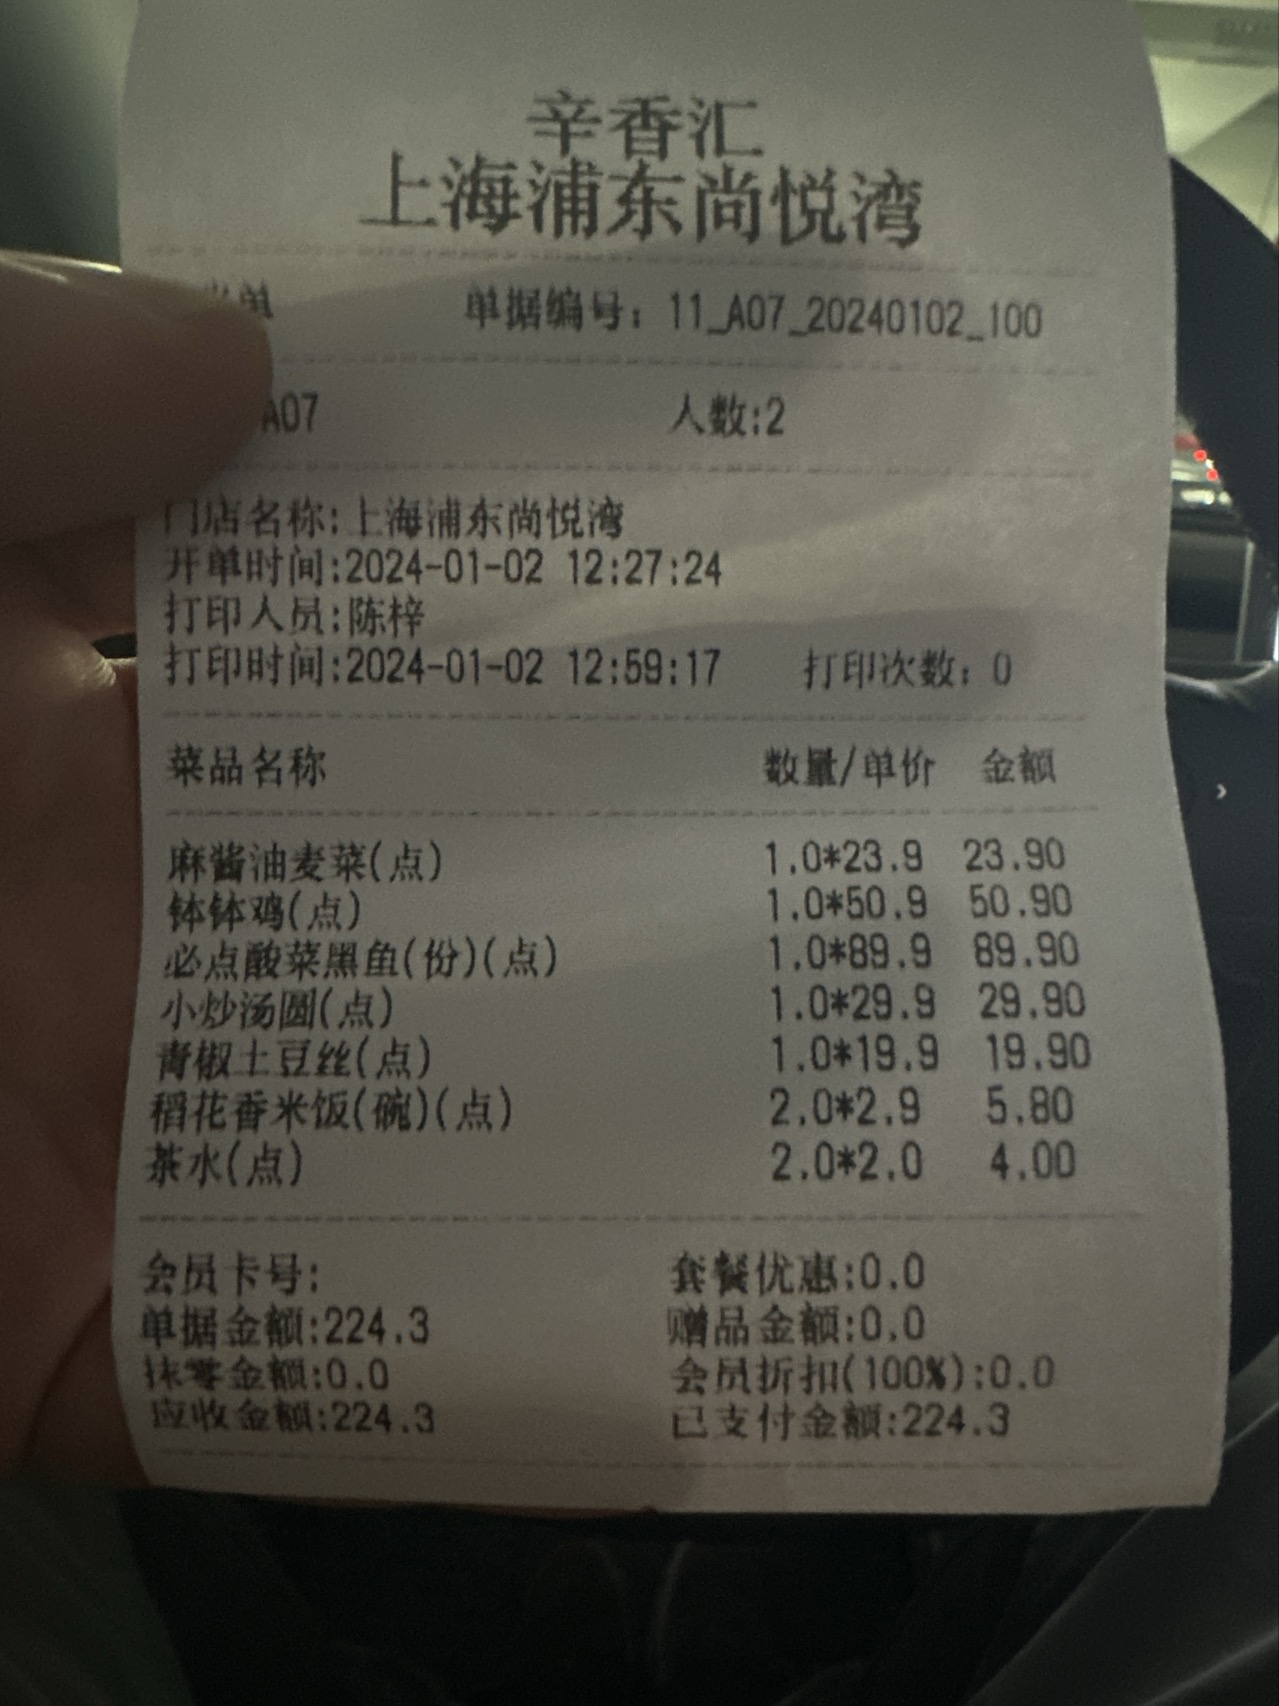 辛香汇
上海浦东尚悦湾
单 单据编号：11_A07_20240102_100
A07 人数:2
门店名称:上海浦东尚悦湾
开单时间:2024-01-02 12:27:24
打印人员:陈梓
打印时间:2024-01-02 12:59:17 打印次数：0
菜品名称 数量/单价 金额
麻酱油麦菜(点) 1.0*23.9 23.90
钵钵鸡(点) 1.0*50.9 50.90
必点酸菜黑鱼(份)(点) 1.0*89.9 89.90
小炒汤圆(点) 1.0*29.9 29.90
青椒土豆丝(点) 1.0*19.9 19.90
稻花香米饭(碗)(点) 2.0*2.9 5.80
茶水(点) 2.0*2.0 4.00
会员卡号: 套餐优惠:0.0
单据金额:224.3 赠品金额:0.0
抹零金额:0.0 会员折扣(100%):0.0
应收金额:224.3 已支付金额:224.3